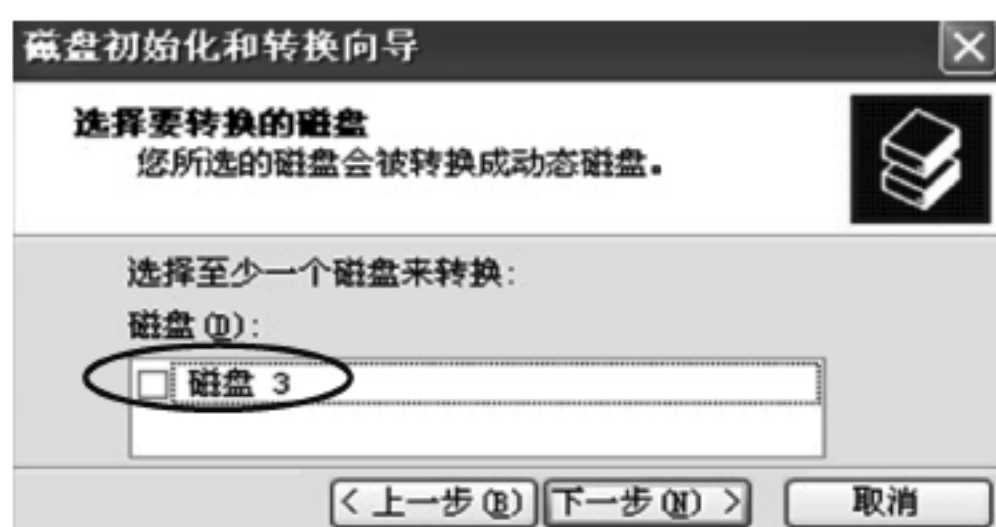 磁盘初始化和转换向导
选择要转换的磁盘
您所选的磁盘会被转换成动态磁盘。
选择至少一个磁盘来转换:
磁盘(D):
磁盘 3
< 上一步(B) 下一步(N) > 取消